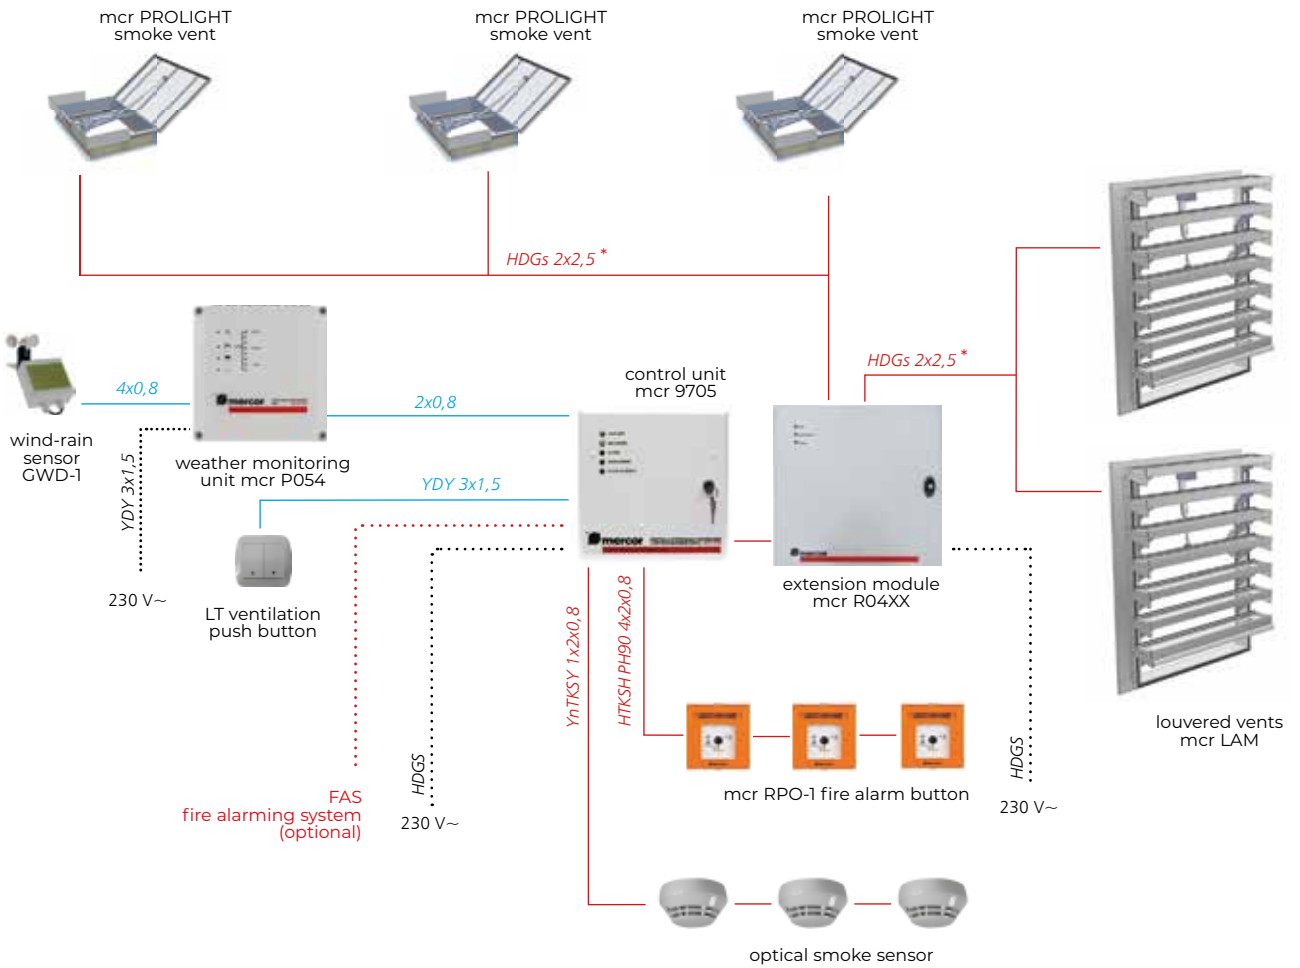 mcr PROLIGHT
smoke vent
mcr PROLIGHT
smoke vent
mcr PROLIGHT
smoke vent
HDGs 2x2,5 *
HDGs 2x2,5 *
4x0,8
2x0,8
control unit
mcr 9705
mercor
wind-rain
sensor
GWD-1
YDY 3x1,5
weather monitoring
unit mcr P054
YDY 3x1,5
mercor
mercor
230 V~
LT ventilation
push button
extension module
mcr R04XX
YnTKSY 1x2x0,8
HTKSH PH90 4x2x0,8
louvered vents
mcr LAM
HDGS
HDGS
FAS
fire alarming system
(optional)
230 V~
mcr RPO-1 fire alarm button
230 V~
optical smoke sensor